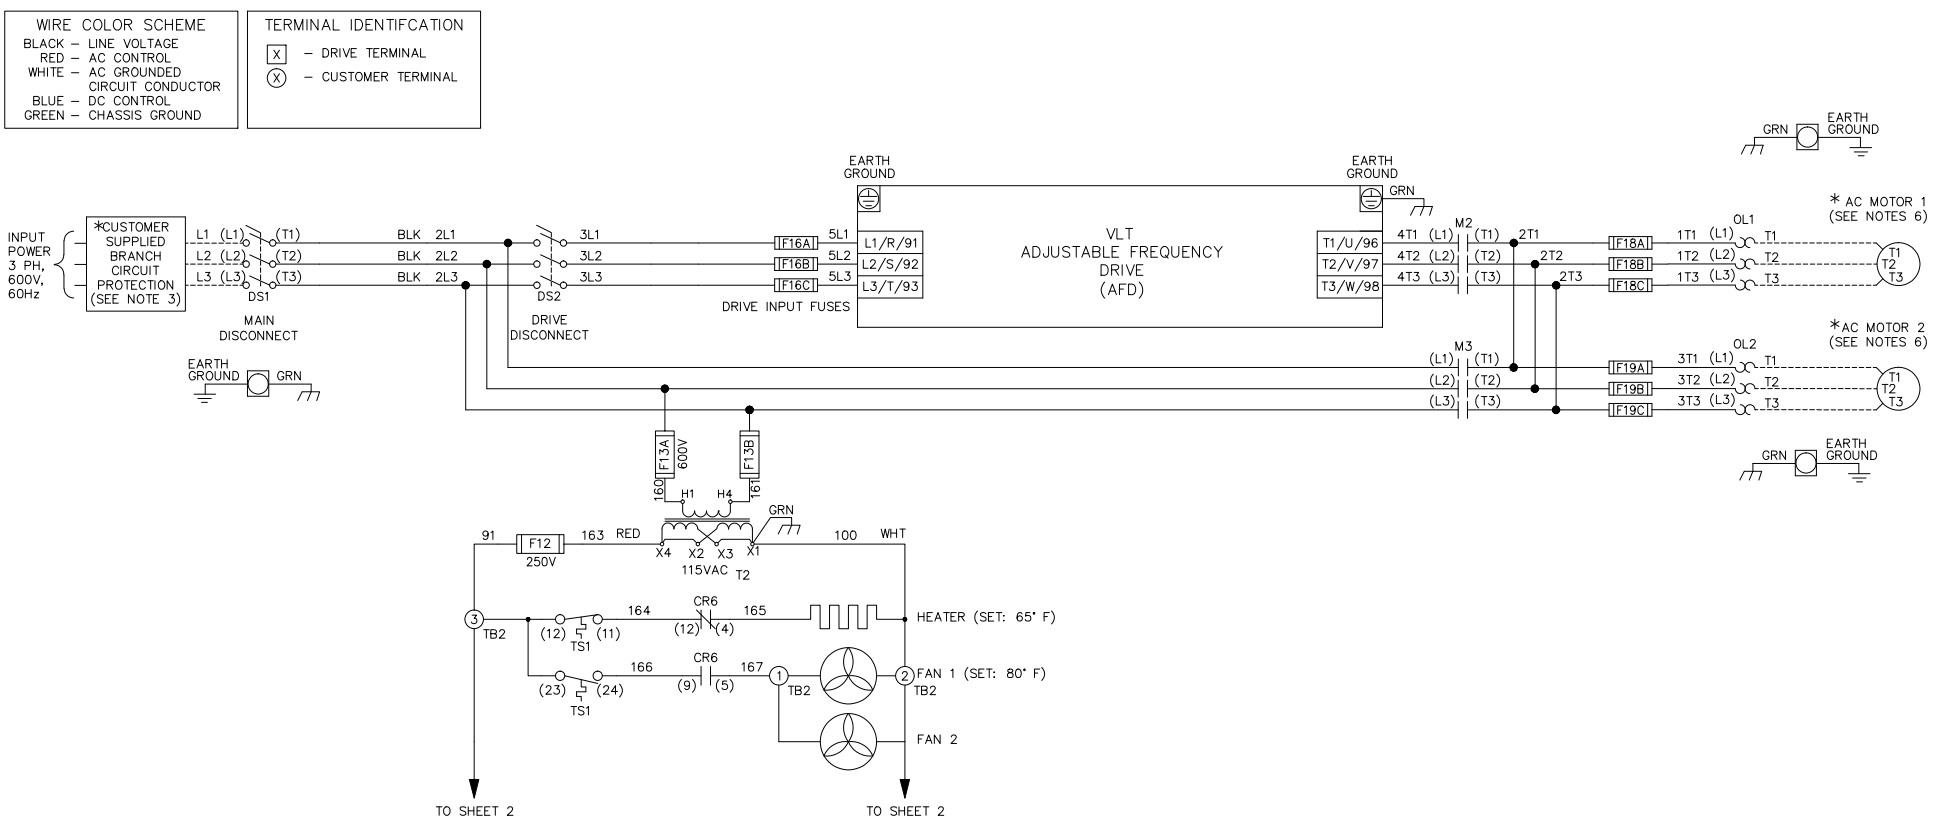 WIRE COLOR SCHEME
BLACK – LINE VOLTAGE
RED – AC CONTROL
WHITE – AC GROUNDED
CIRCUIT CONDUCTOR
BLUE – DC CONTROL
GREEN – CHASSIS GROUND
TERMINAL IDENTIFCATION
X – DRIVE TERMINAL
X – CUSTOMER TERMINAL
INPUT
POWER
3 PH,
600V,
60Hz
*CUSTOMER
SUPPLIED
BRANCH
CIRCUIT
PROTECTION
(SEE NOTE 3)
L1 (L1) (T1)
L2 (L2) (T2)
L3 (L3) (T3)
DS1
MAIN
DISCONNECT
EARTH
GROUND
GRN
BLK 2L1
BLK 2L2
BLK 2L3
DS2
DRIVE
DISCONNECT
3L1
3L2
3L3
F16A 5L1
F16B 5L2
F16C 5L3
DRIVE INPUT FUSES
EARTH
GROUND
L1/R/91
L2/S/92
L3/T/93
VLT
ADJUSTABLE FREQUENCY
DRIVE
(AFD)
EARTH
GROUND
GRN
T1/U/96
T2/V/97
T3/W/98
M2
4T1 (L1) (T1) 2T1
4T2 (L2) (T2) 2T2
4T3 (L3) (T3) 2T3
F18A 1T1 (L1) T1
F18B 1T2 (L2) T2
F18C 1T3 (L3) T3
OL1
GRN
EARTH
GROUND
* AC MOTOR 1
(SEE NOTES 6)
T1
T2
T3
M3
(L1) (T1)
(L2) (T2)
(L3) (T3)
F19A 3T1 (L1) T1
F19B 3T2 (L2) T2
F19C 3T3 (L3) T3
OL2
* AC MOTOR 2
(SEE NOTES 6)
T1
T2
T3
GRN
EARTH
GROUND
F13A
600V
F13B
160
161
H1 H4
GRN
91
F12
250V
163 RED
X4 X2 X3 X1
115VAC T2
100 WHT
3
TB2
(12) (11)
TS1
164
CR6
(12) (4)
165
HEATER (SET: 65° F)
(23) (24)
TS1
166
CR6
(9) (5)
167
1
TB2
2
TB2
FAN 1 (SET: 80° F)
FAN 2
TO SHEET 2
TO SHEET 2